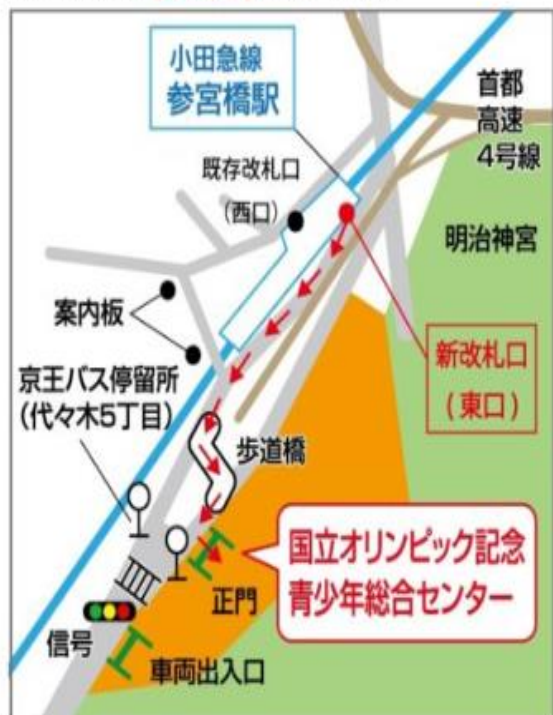 小田急線
参宮橋駅
首都
高速
4号線
既存改札口
(西口)
明治神宮
案内板
新改札口
(東口)
京王バス停留所
(代々木5丁目)
歩道橋
国立オリンピック記念
青少年総合センター
正門
信号
車両出入口